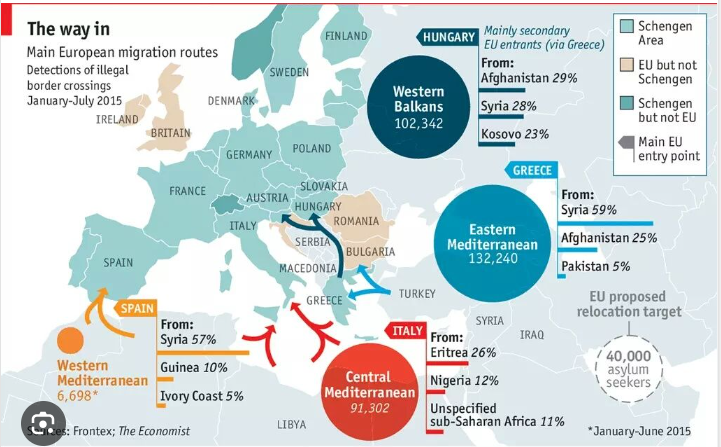 The way in
Main European migration routes
Detections of illegal
border crossings
January-July 2015
HUNGARY
Mainly secondary
EU entrants (via Greece)
Western
Balkans
102,342
From:
Afghanistan 29%
Syria 28%
Kosovo 23%
Schengen
Area
EU but not
Schengen
Schengen
but not EU
Main EU
entry point
GREECE
Eastern
Mediterranean
132,240
From:
Syria 59%
Afghanistan 25%
Pakistan 5%
EU proposed
relocation target
40,000
asylum
seekers
FINLAND
SWEDEN
DENMARK
IRELAND
BRITAIN
GERMANY
POLAND
FRANCE
SLOVAKIA
AUSTRIA
HUNGARY
ITALY
ROMANIA
SERBIA
BULGARIA
SPAIN
MACEDONIA
GREECE
TURKEY
SYRIA
IRAQ
LIBYA
SPAIN
Western
Mediterranean
6,698*
From:
Syria 57%
Guinea 10%
Ivory Coast 5%
ITALY
Central
Mediterranean
91,302
From:
Eritrea 26%
Nigeria 12%
Unspecified
sub-Saharan Africa 11%
Frontex; The Economist
*January-June 2015